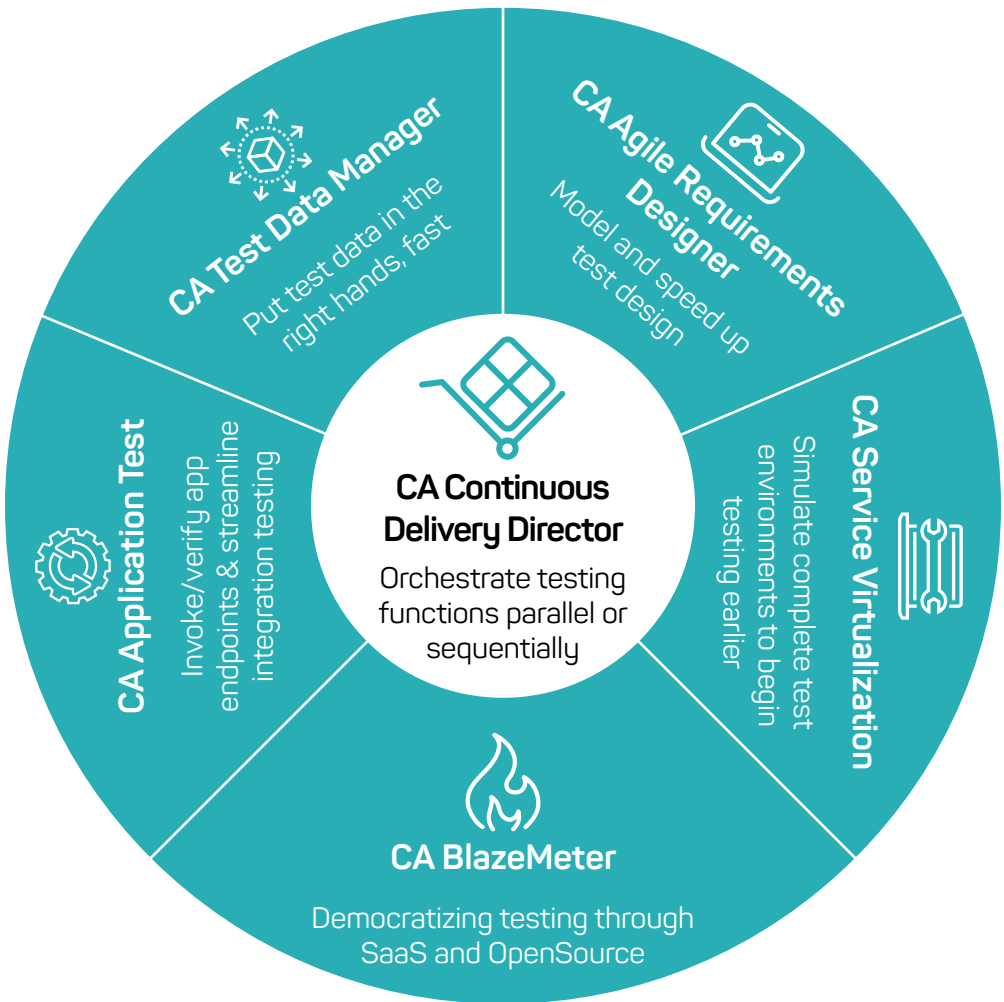 CA Test Data Manager
Put test data in the
right hands, fast
CA Agile Requirements
Designer
Model and speed up
test design
CA Service Virtualization
Simulate complete test
environments to begin
testing earlier
CA BlazeMeter
Democratizing testing through
SaaS and OpenSource
CA Application Test
Invoke/verify app
endpoints & streamline
integration testing
CA Continuous
Delivery Director
Orchestrate testing
functions parallel or
sequentially